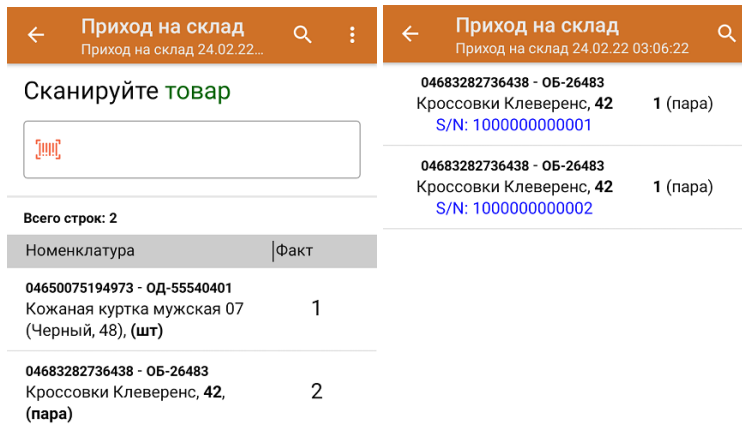 Приход на склад
Приход на склад 24.02.22...
Сканируйте товар
Всего строк: 2
Номенклатура Факт
04650075194973 - ОД-55540401
Кожаная куртка мужская 07 1
(Черный, 48), (шт)
04683282736438 - ОБ-26483
Кроссовки Клеверенс, 42, 2
(пара)
Приход на склад
Приход на склад 24.02.22 03:06:22
04683282736438 - ОБ-26483
Кроссовки Клеверенс, 42 1 (пара)
S/N: 1000000000001
04683282736438 - ОБ-26483
Кроссовки Клеверенс, 42 1 (пара)
S/N: 1000000000002